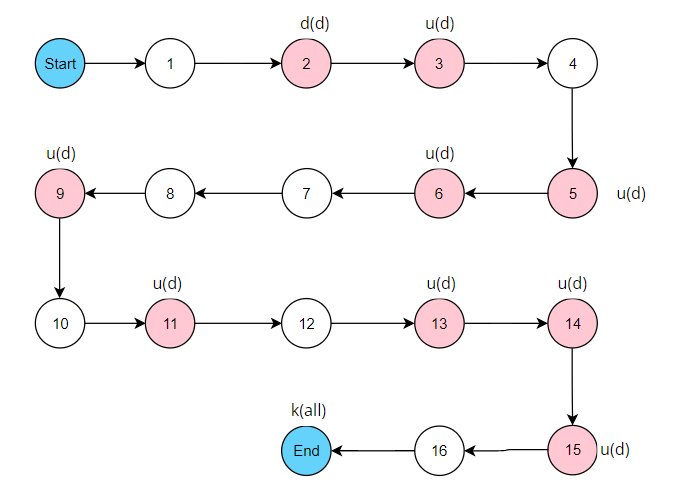 d(d) u(d)
Start 1 2 3 4
u(d) u(d)
9 8 7 6 5 u(d)
u(d) u(d) u(d)
10 11 12 13 14
k(all)
End 16 15 u(d)